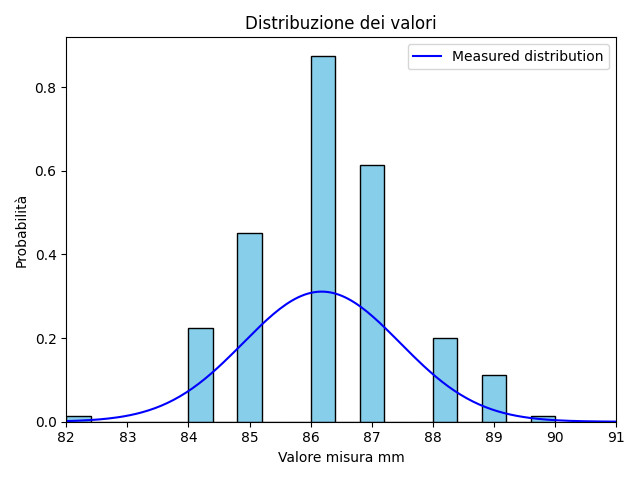 Distribuzione dei valori
Measured distribution
Probabilità
0.8
0.6
0.4
0.2
0.0
82 83 84 85 86 87 88 89 90 91
Valore misura mm